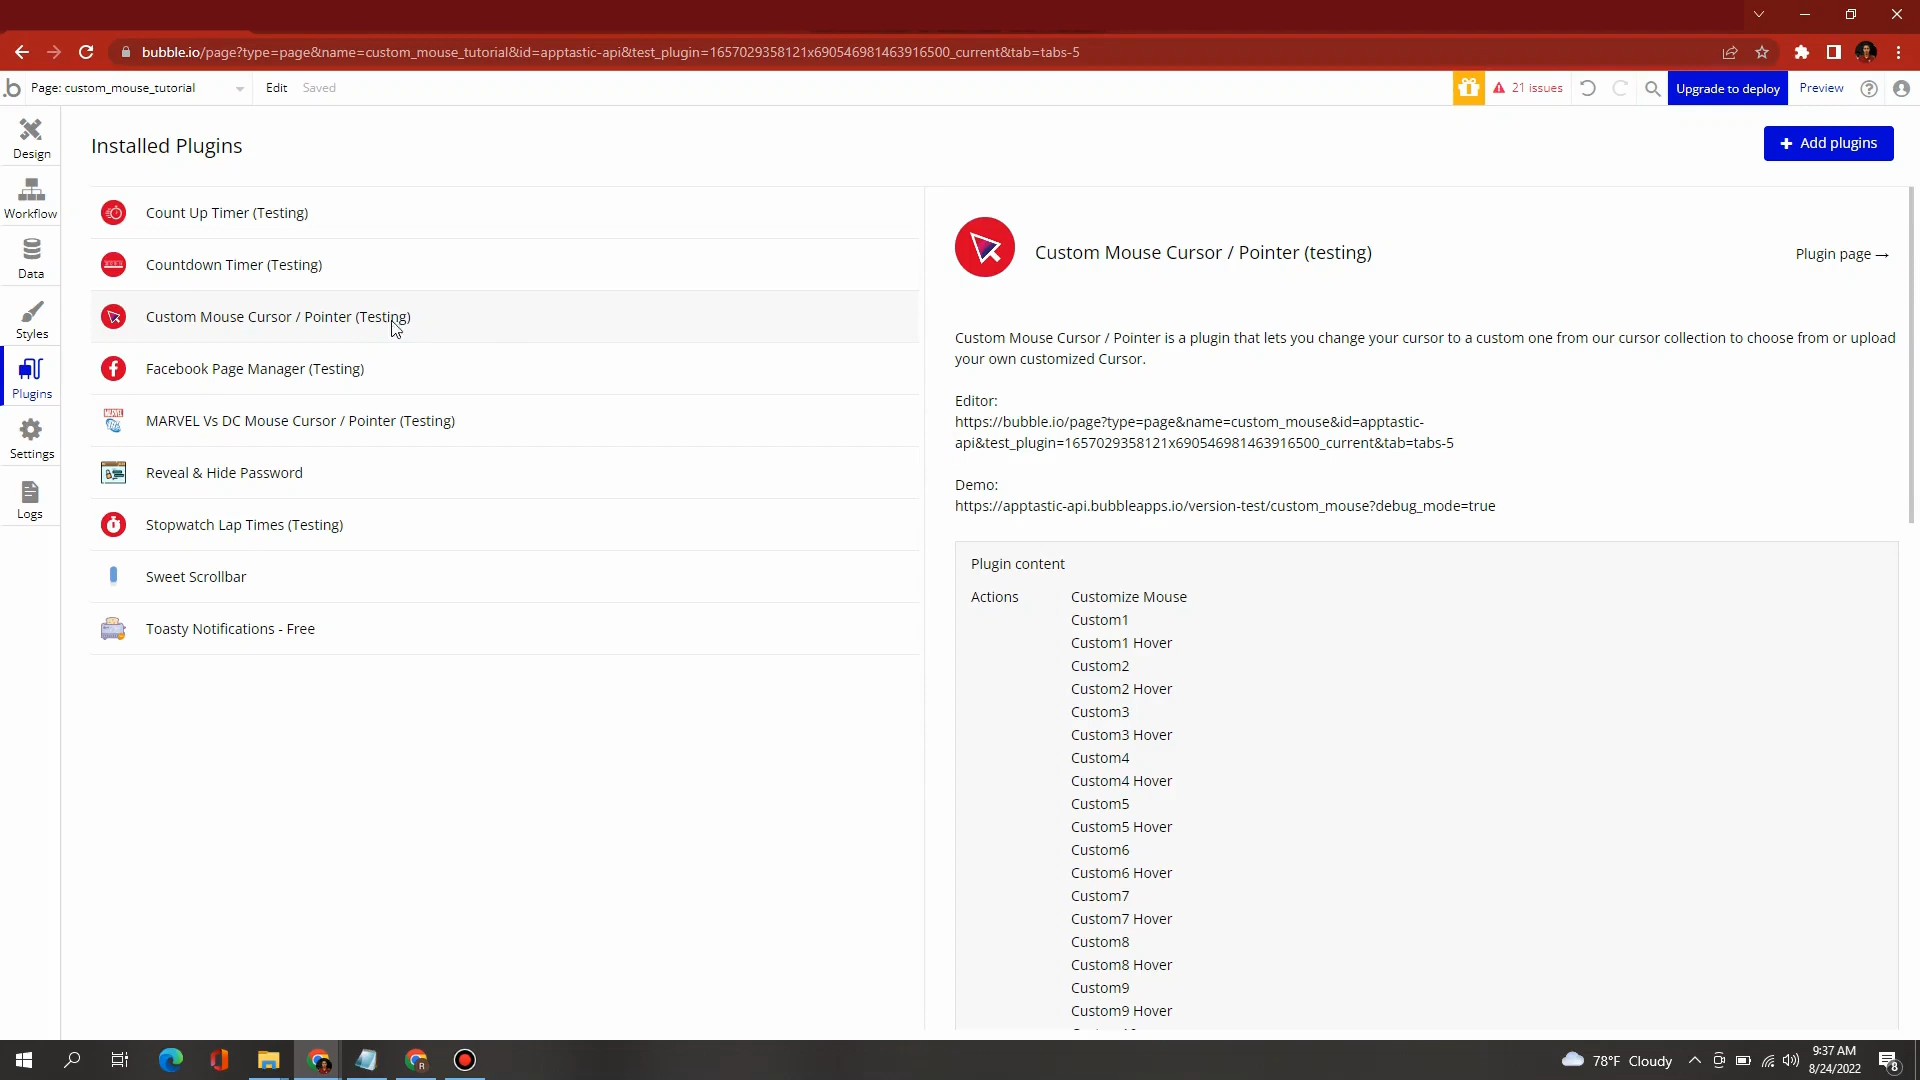 bubble.io/page?type=page&name=custom_mouse_tutorial&id=apptastic-api&test_plugin=1657029358121x690546981463916500_current&tab=tabs-5
.b Page: custom_mouse_tutorial Edit Saved 21 issues Upgrade to deploy Preview
Design
Workflow
Data
Styles
Plugins
Settings
Logs
Installed Plugins
+ Add plugins
Count Up Timer (Testing)
Countdown Timer (Testing)
Custom Mouse Cursor / Pointer (Testing)
Facebook Page Manager (Testing)
MARVEL Vs DC Mouse Cursor / Pointer (Testing)
Reveal & Hide Password
Stopwatch Lap Times (Testing)
Sweet Scrollbar
Toasty Notifications - Free
Custom Mouse Cursor / Pointer (testing)
Plugin page →
Custom Mouse Cursor / Pointer is a plugin that lets you change your cursor to a custom one from our cursor collection to choose from or upload
your own customized Cursor.
Editor:
https://bubble.io/page?type=page&name=custom_mouse&id=apptastic-
api&test_plugin=1657029358121x690546981463916500_current&tab=tabs-5
Demo:
https://apptastic-api.bubbleapps.io/version-test/custom_mouse?debug_mode=true
Plugin content
Actions Customize Mouse
Custom1
Custom1 Hover
Custom2
Custom2 Hover
Custom3
Custom3 Hover
Custom4
Custom4 Hover
Custom5
Custom5 Hover
Custom6
Custom6 Hover
Custom7
Custom7 Hover
Custom8
Custom8 Hover
Custom9
Custom9 Hover
78°F Cloudy
9:37 AM
8/24/2022
8